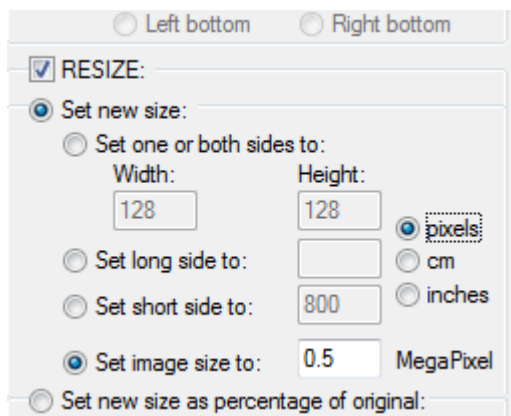 Left bottom Right bottom
RESIZE:
Set new size:
Set one or both sides to:
Width: Height:
128 128
pixels
Set long side to: cm
inches
Set short side to: 800
Set image size to: 0.5 MegaPixel
Set new size as percentage of original: